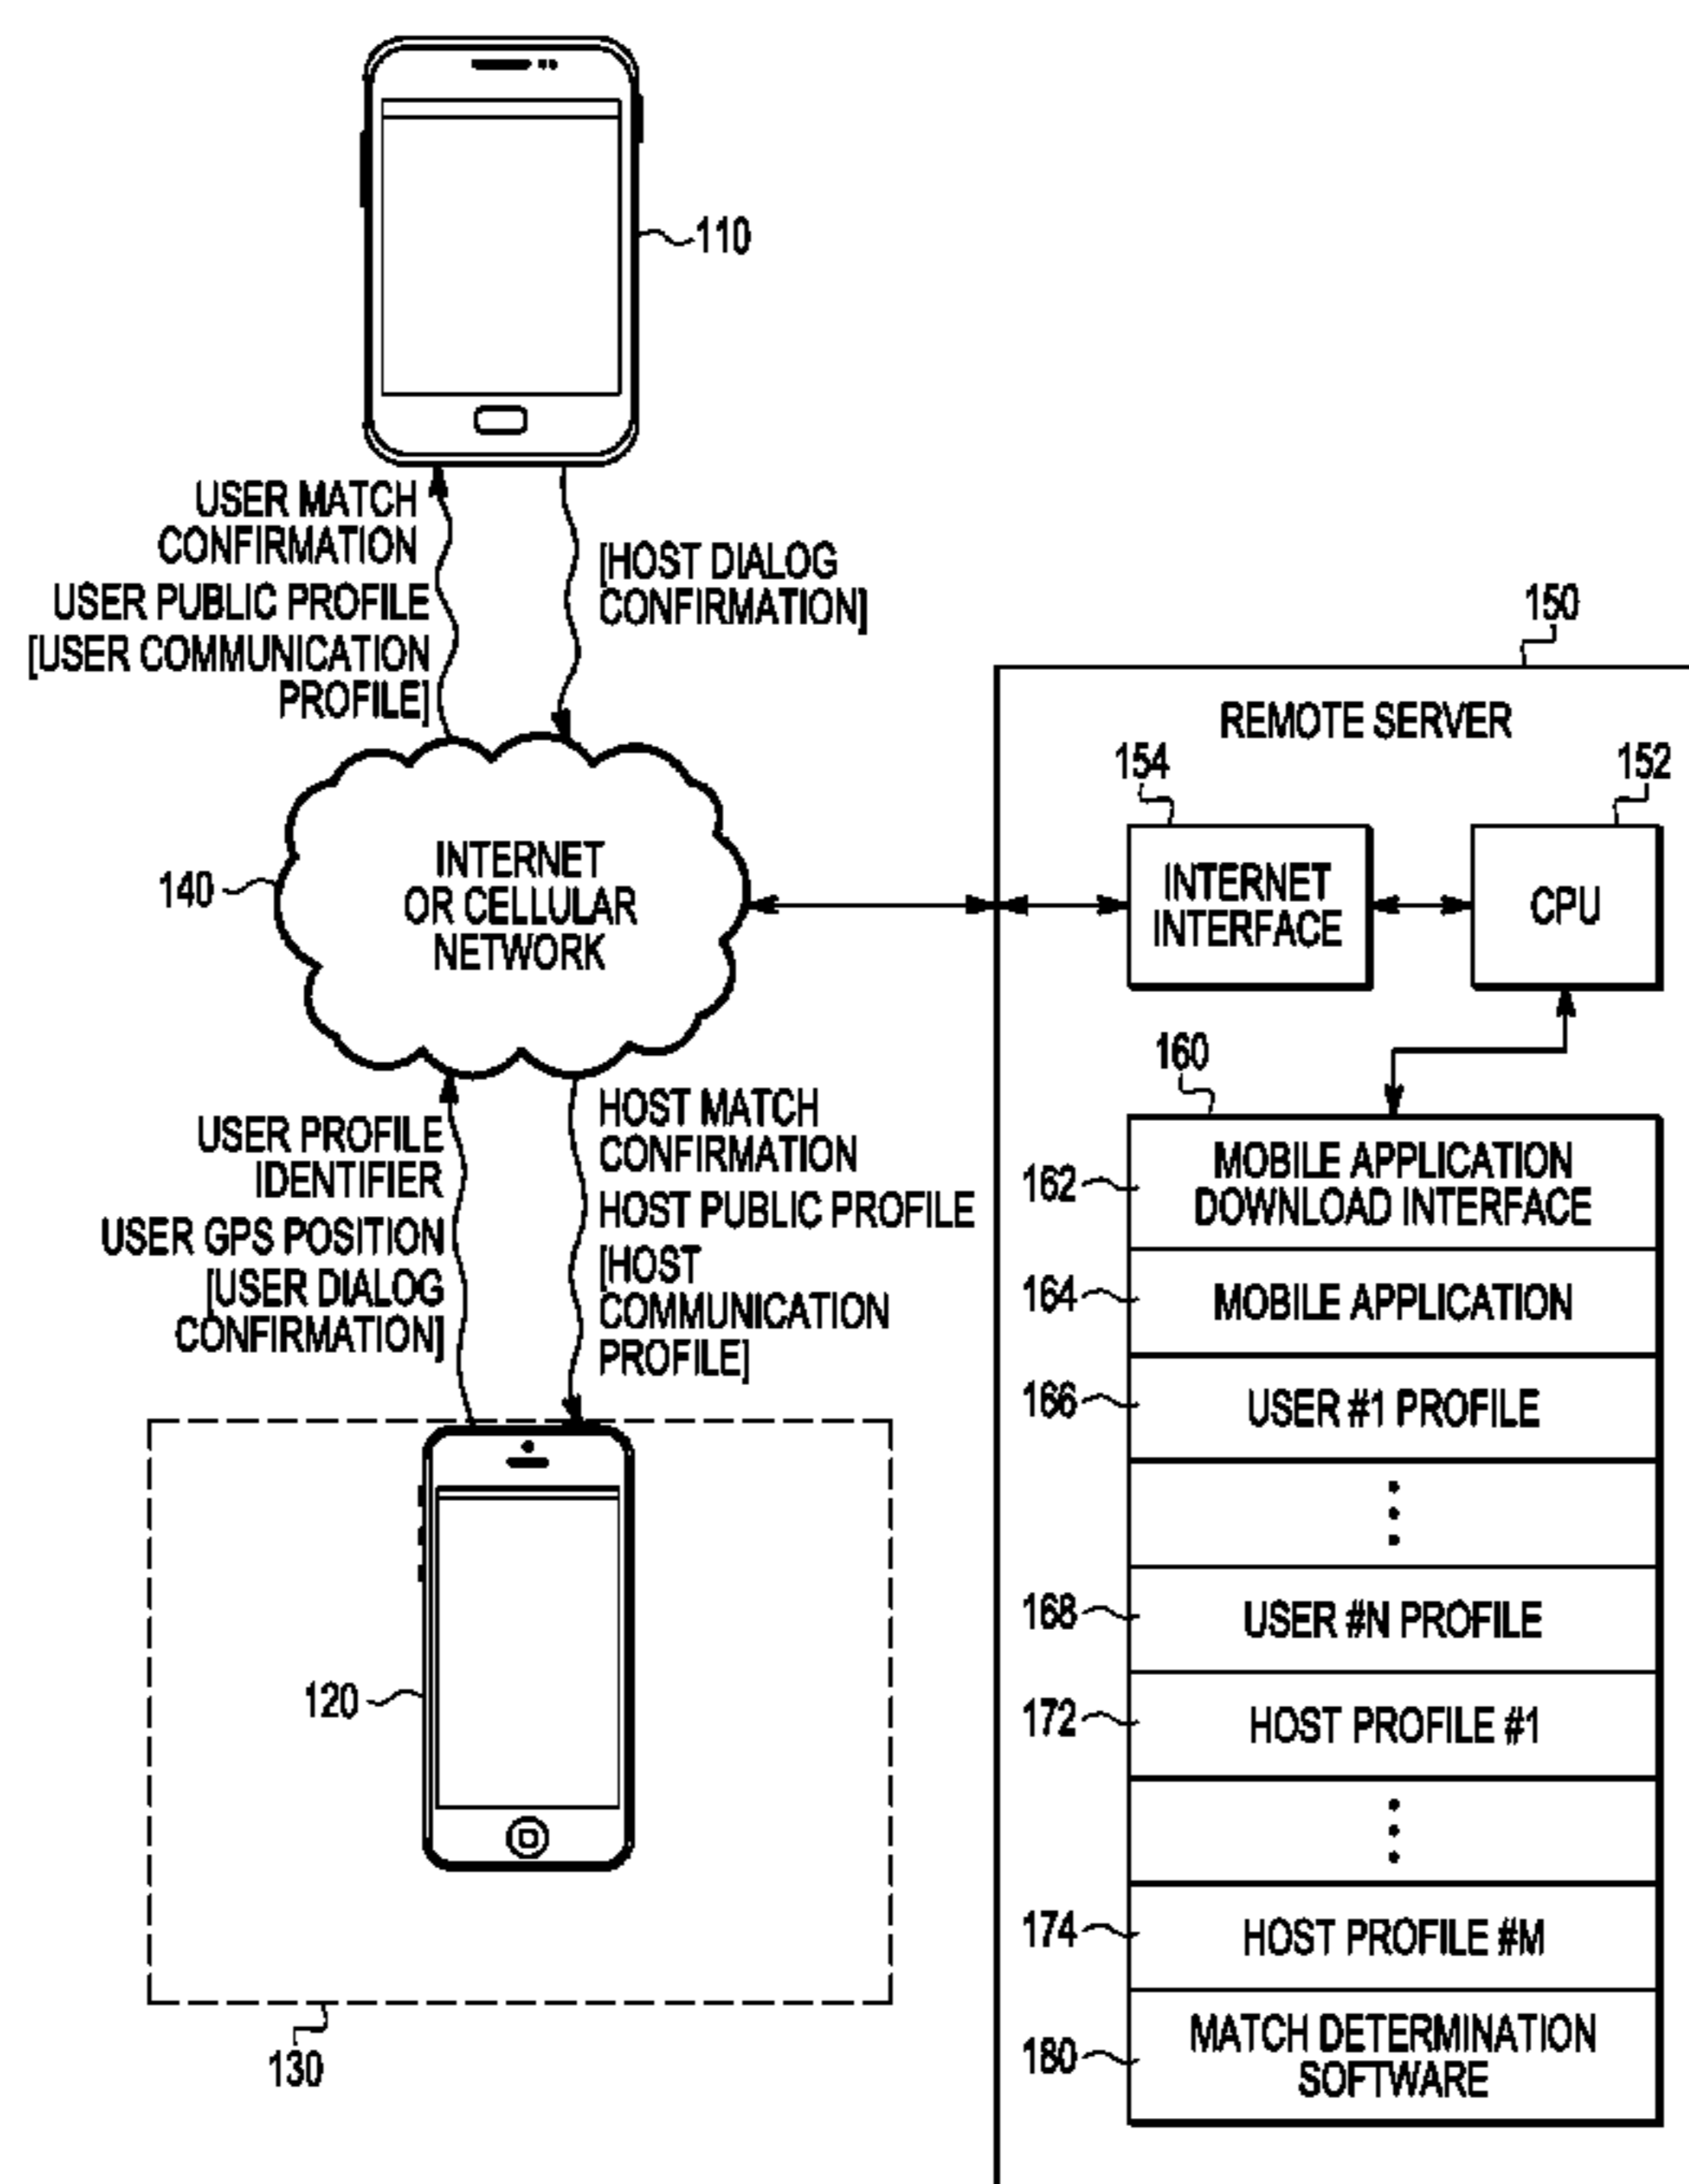 110
USER MATCH
CONFIRMATION
USER PUBLIC PROFILE
[USER COMMUNICATION
PROFILE]
[HOST DIALOG
CONFIRMATION]
140
INTERNET
OR CELLULAR
NETWORK
USER PROFILE
IDENTIFIER
USER GPS POSITION
[USER DIALOG
CONFIRMATION]
HOST MATCH
CONFIRMATION
HOST PUBLIC PROFILE
[HOST
COMMUNICATION
PROFILE]
120
130
150
REMOTE SERVER
154
152
INTERNET
INTERFACE
CPU
160
162
MOBILE APPLICATION
DOWNLOAD INTERFACE
164
MOBILE APPLICATION
166
USER #1 PROFILE
168
USER #N PROFILE
172
HOST PROFILE #1
174
HOST PROFILE #M
180
MATCH DETERMINATION
SOFTWARE